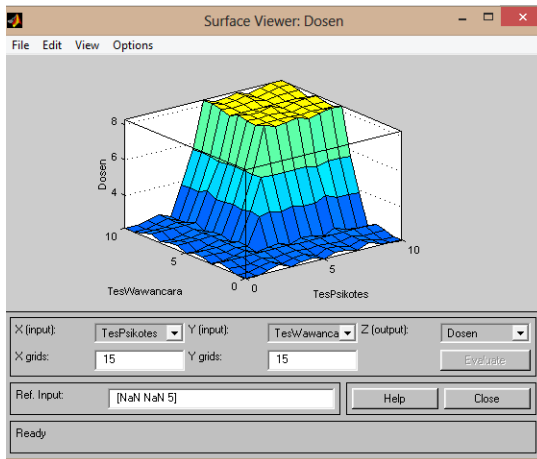 Surface Viewer: Dosen
File Edit View Options
8
6
4
Dosen
10
5
0
TesWawancara
0
5
10
TesPsikotes
X (input): TesPsikotes Y (input): TesWawanca Z (output): Dosen
X grids: 15 Y grids: 15 Evaluate
Ref. Input: [NaN NaN 5] Help Close
Ready